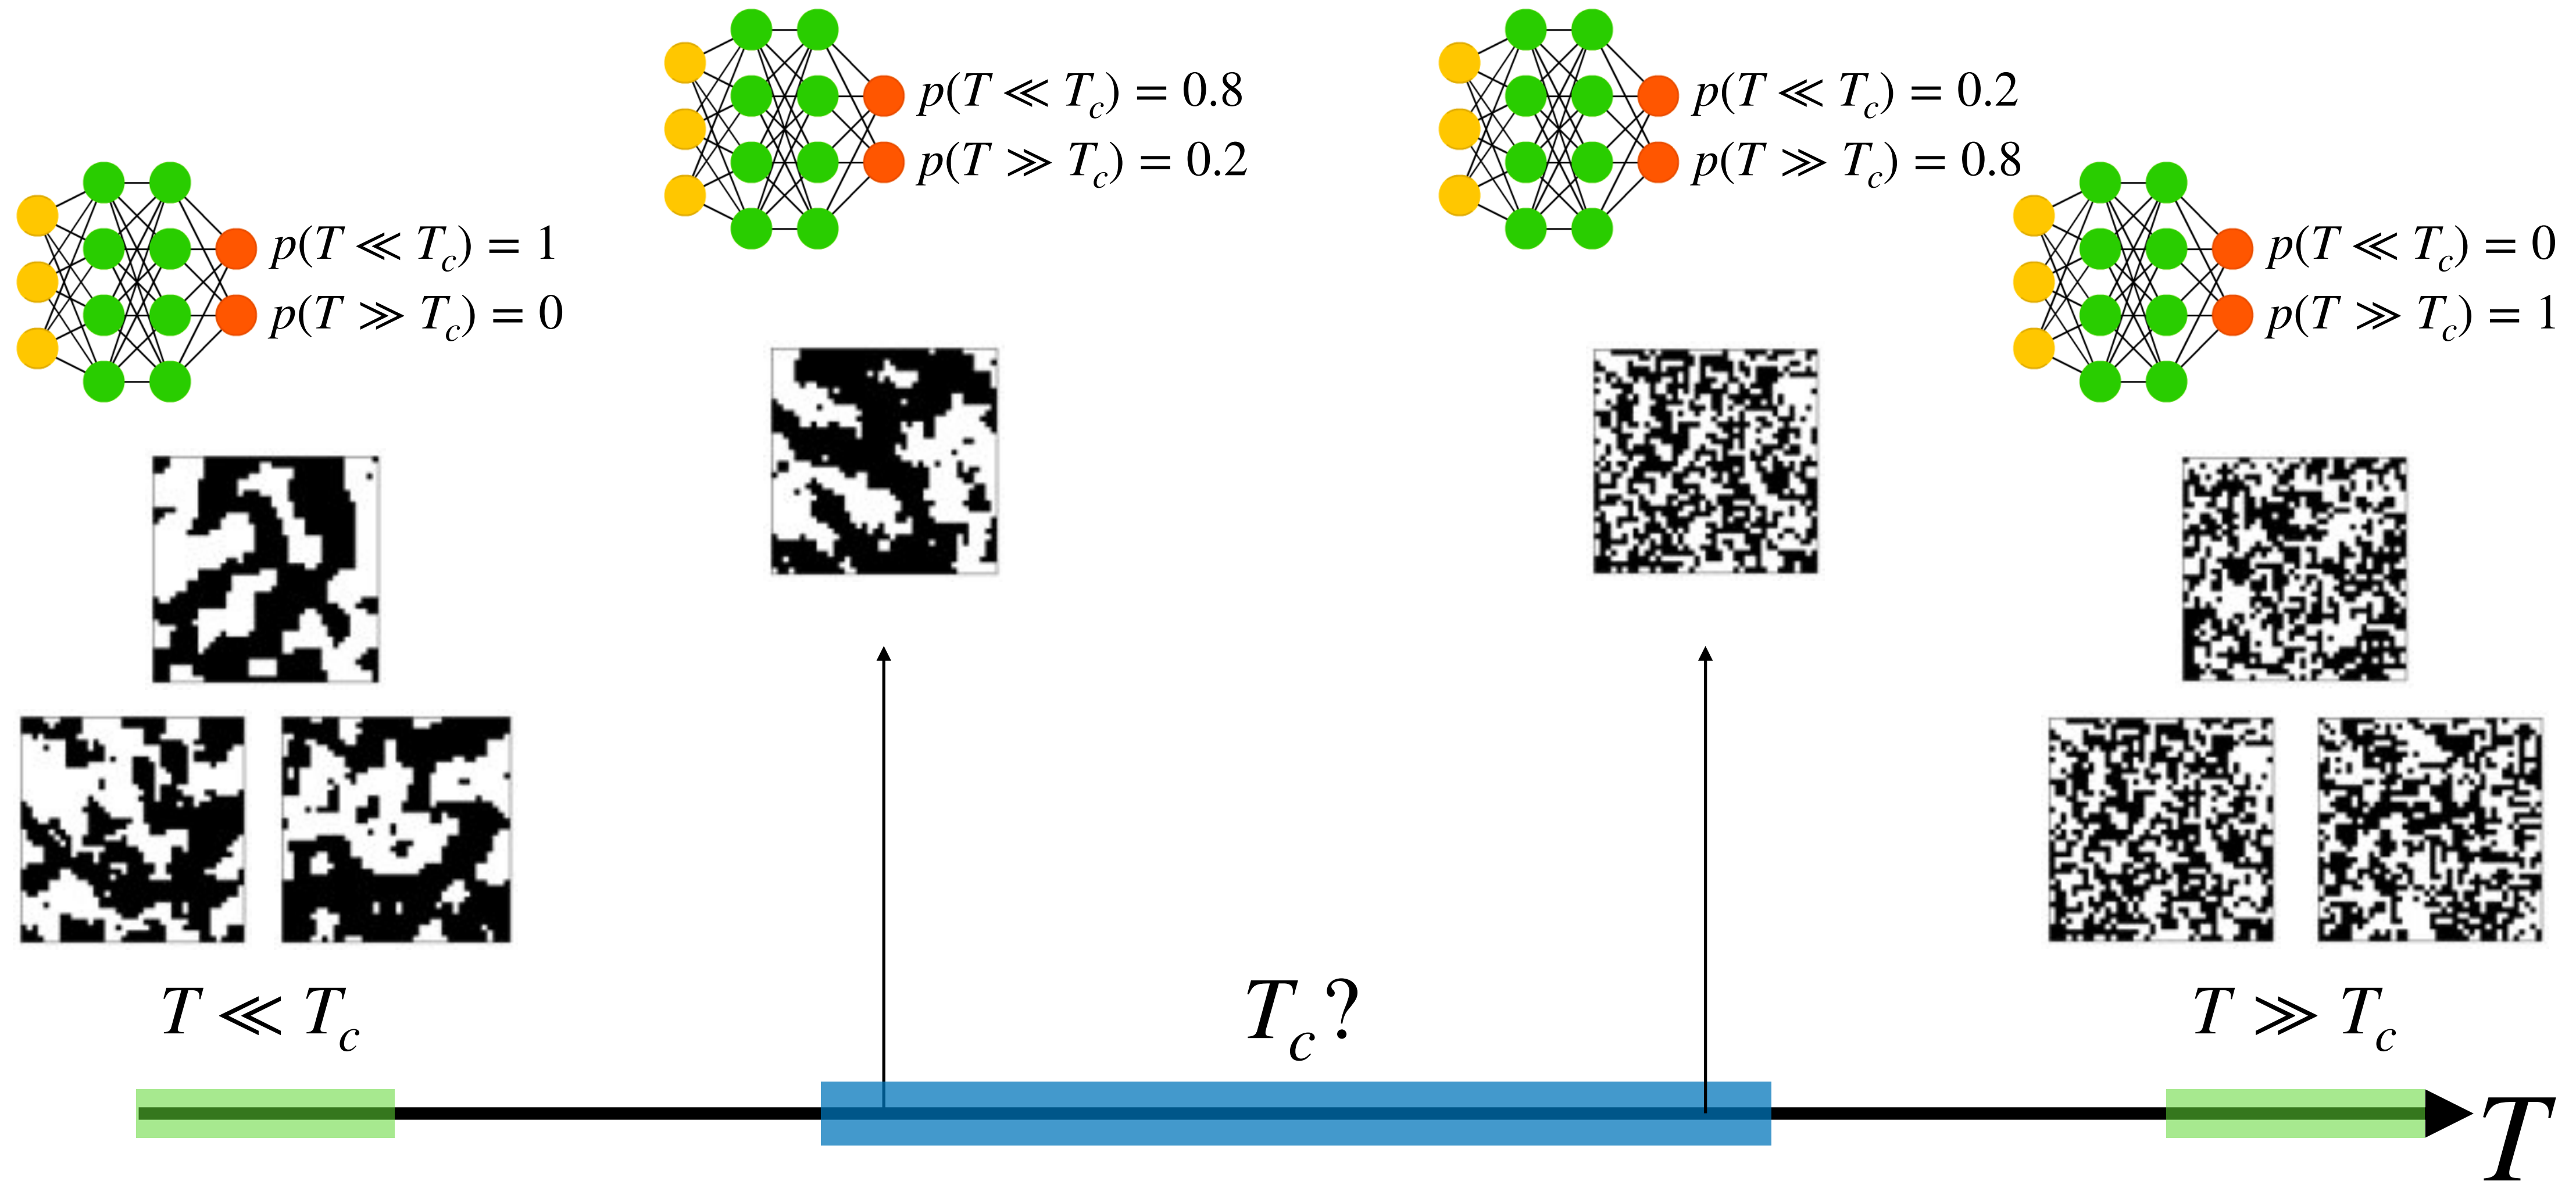 p(T ≪ T_c) = 0.8
p(T ≫ T_c) = 0.2
p(T ≪ T_c) = 0.2
p(T ≫ T_c) = 0.8
p(T ≪ T_c) = 1
p(T ≫ T_c) = 0
p(T ≪ T_c) = 0
p(T ≫ T_c) = 1
T ≪ T_c
T_c?
T ≫ T_c
T